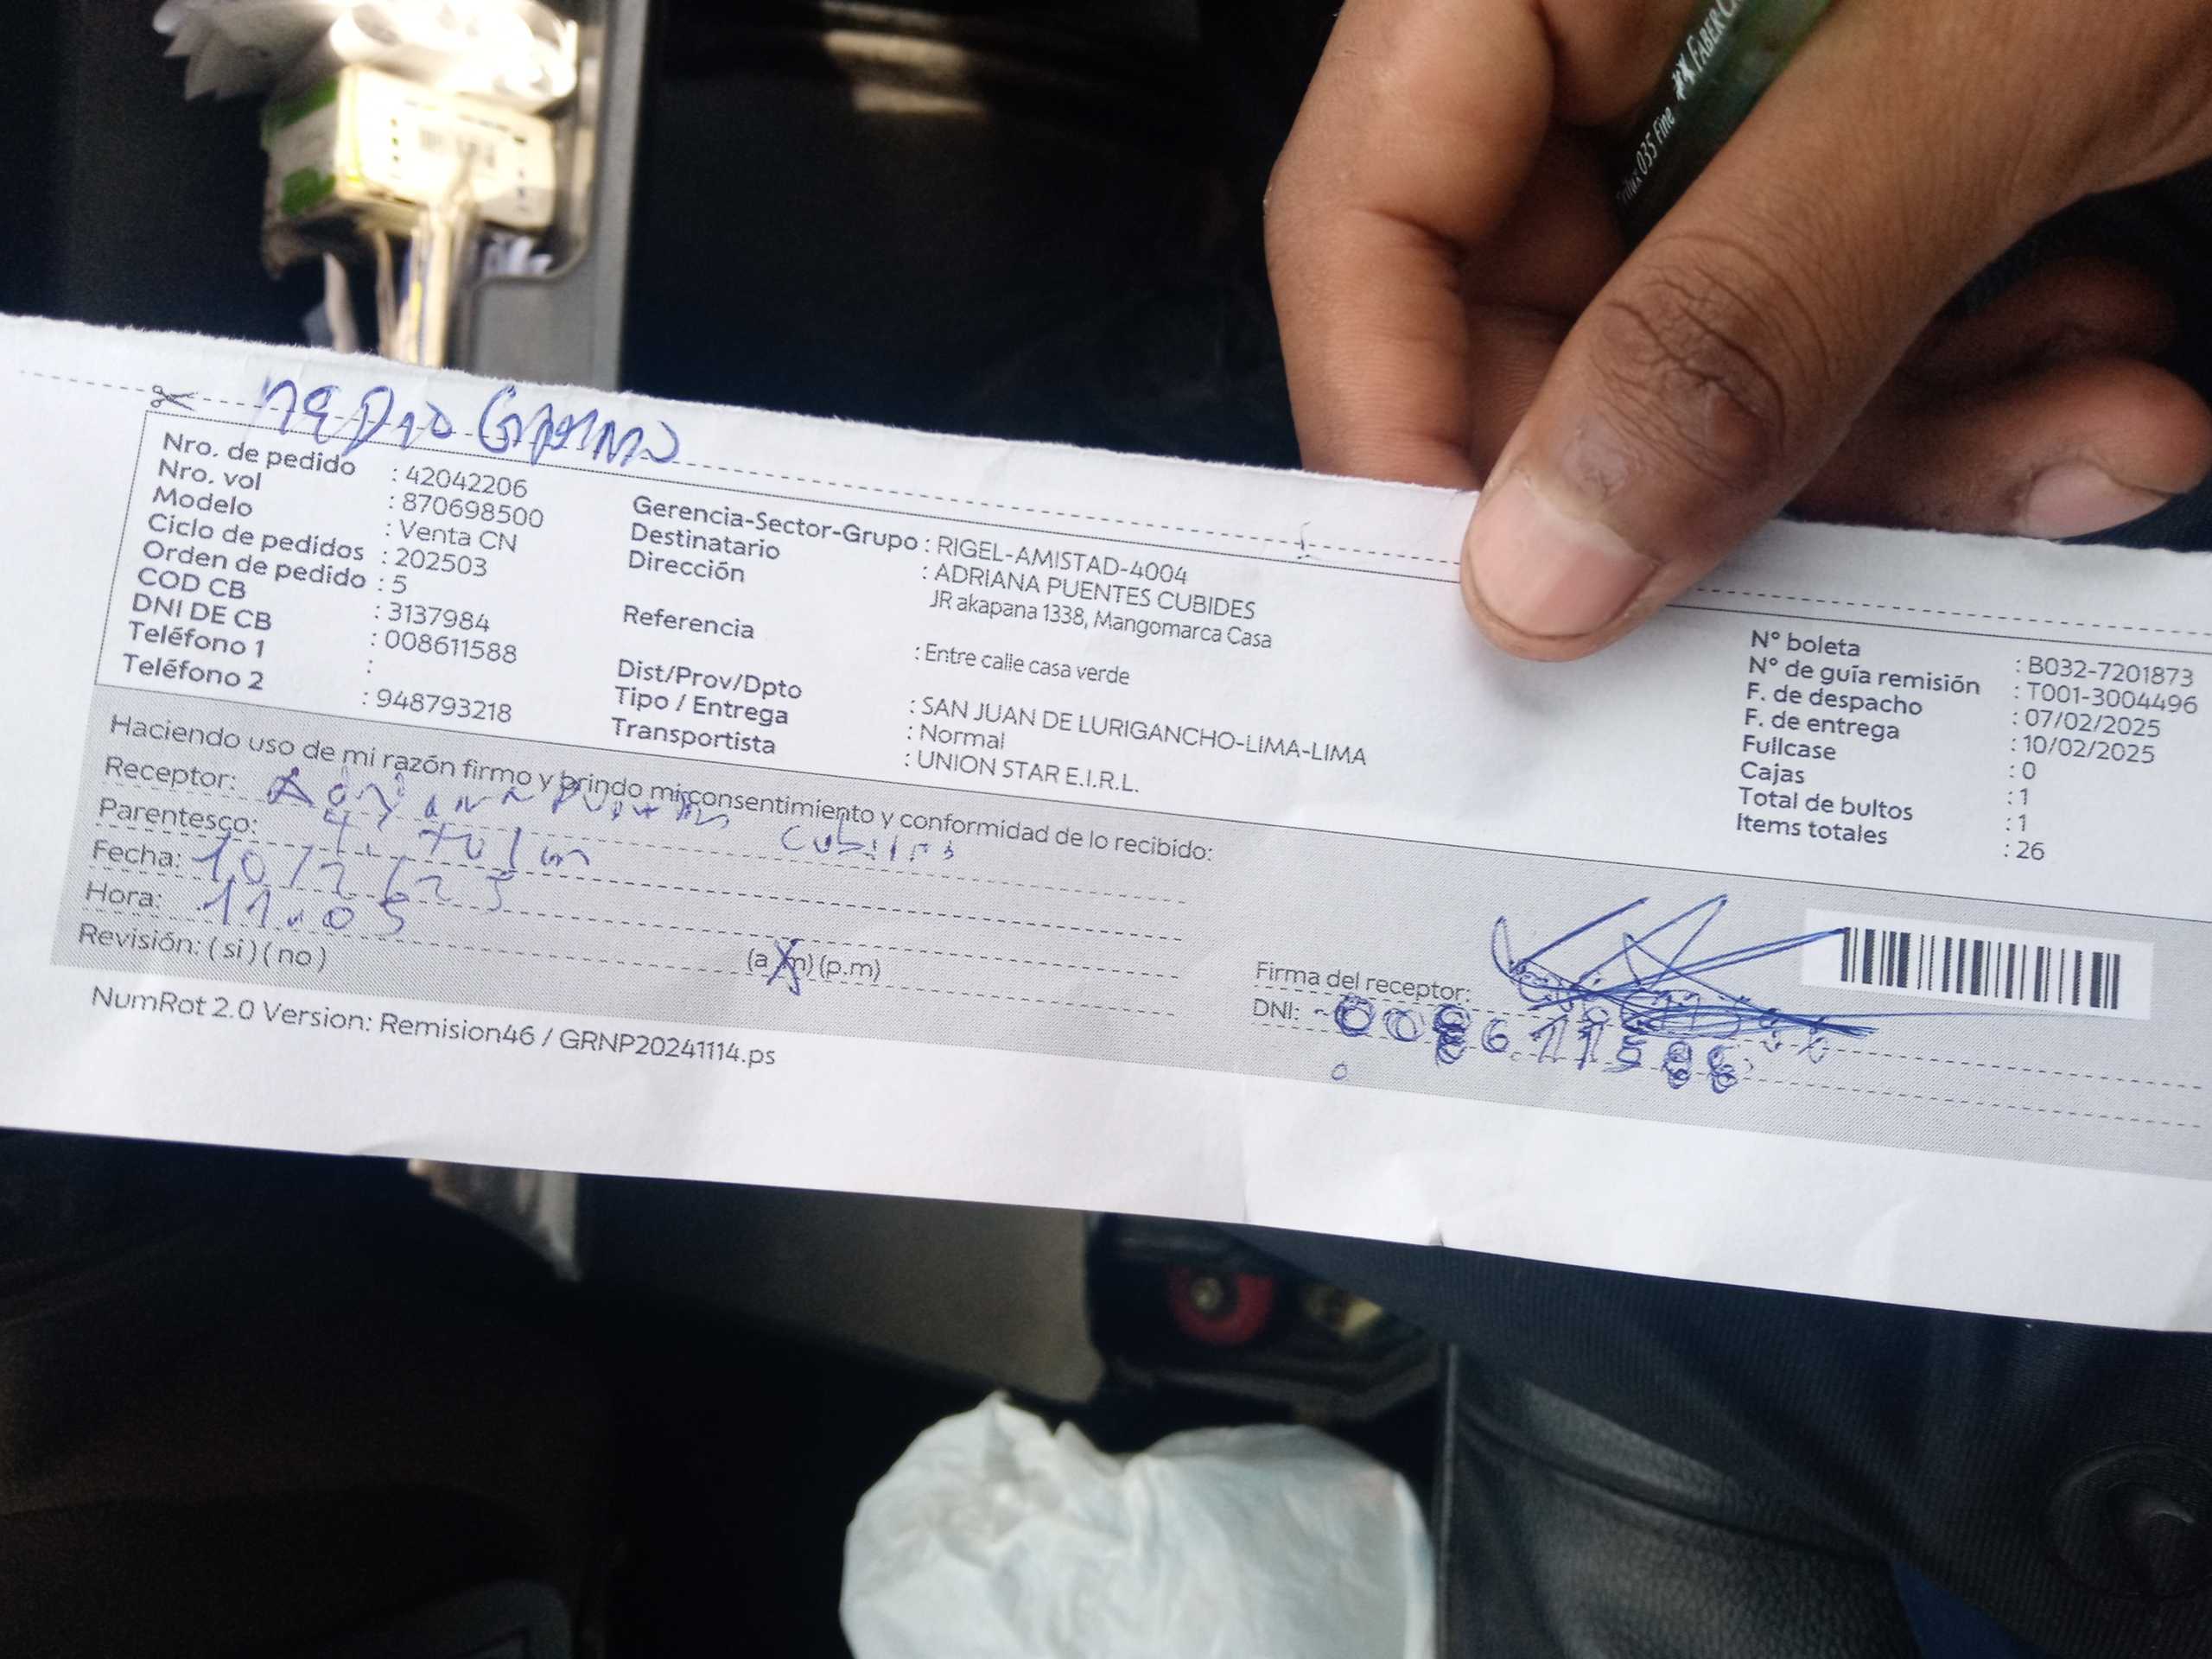 FABER C
035 Fine
Nro. de pedido : 42042206
Nro. vol : 870698500
Modelo : Venta CN
Ciclo de pedidos : 202503
Orden de pedido : 5
COD CB : 3137984
DNI DE CB : 008611588
Teléfono 1 :
Teléfono 2 : 948793218
Gerencia-Sector-Grupo : RIGEL-AMISTAD-4004
Destinatario : ADRIANA PUENTES CUBIDES
Dirección JR akapana 1338, Mangomarca Casa
Referencia : Entre calle casa verde
Dist/Prov/Dpto : SAN JUAN DE LURIGANCHO-LIMA-LIMA
Tipo / Entrega : Normal
Transportista : UNION STAR E.I.R.L.
N° boleta : B032-7201873
N° de guía remisión : T001-3004496
F. de despacho : 07/02/2025
F. de entrega : 10/02/2025
Fullcase : 0
Cajas : 1
Total de bultos : 1
Items totales : 26
Haciendo uso de mi razón firmo y brindo mi consentimiento y conformidad de lo recibido:
Receptor:
Parentesco:
Fecha:
Hora: 11.05 (a.m) (p.m)
Revisión: (si) (no)
Firma del receptor:
DNI: 008611588
NumRot 2.0 Version: Remision46 / GRNP20241114.ps